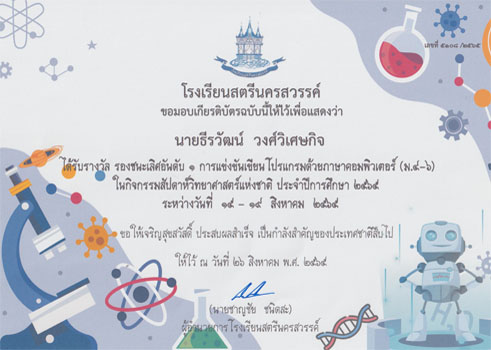 เลขที่ ๕๑๐๔ /๒๕๖๕
โรงเรียนสตรีนครสวรรค์
ขอมอบเกียรติบัตรฉบับนี้ให้ไว้เพื่อแสดงว่า
นายธีรวัฒน์ วงศ์วิเศษกิจ
ได้รับรางวัล รองชนะเลิศอันดับ ๑ การแข่งขันเขียนโปรแกรมด้วยภาษาคอมพิวเตอร์ (ม.๔-๖)
ในกิจกรรมสัปดาห์วิทยาศาสตร์แห่งชาติ ประจำปีการศึกษา ๒๕๖๕
ระหว่างวันที่ ๑๕ - ๑๙ สิงหาคม ๒๕๖๕
ขอให้เจริญสุขสวัสดิ์ ประสบผลสำเร็จ เป็นกำลังสำคัญของประเทศชาติสืบไป
ให้ไว้ ณ วันที่ ๒๖ สิงหาคม พ.ศ. ๒๕๖๕
(นายชาญชัย ชนิตสะ)
ผู้อำนวยการโรงเรียนสตรีนครสวรรค์